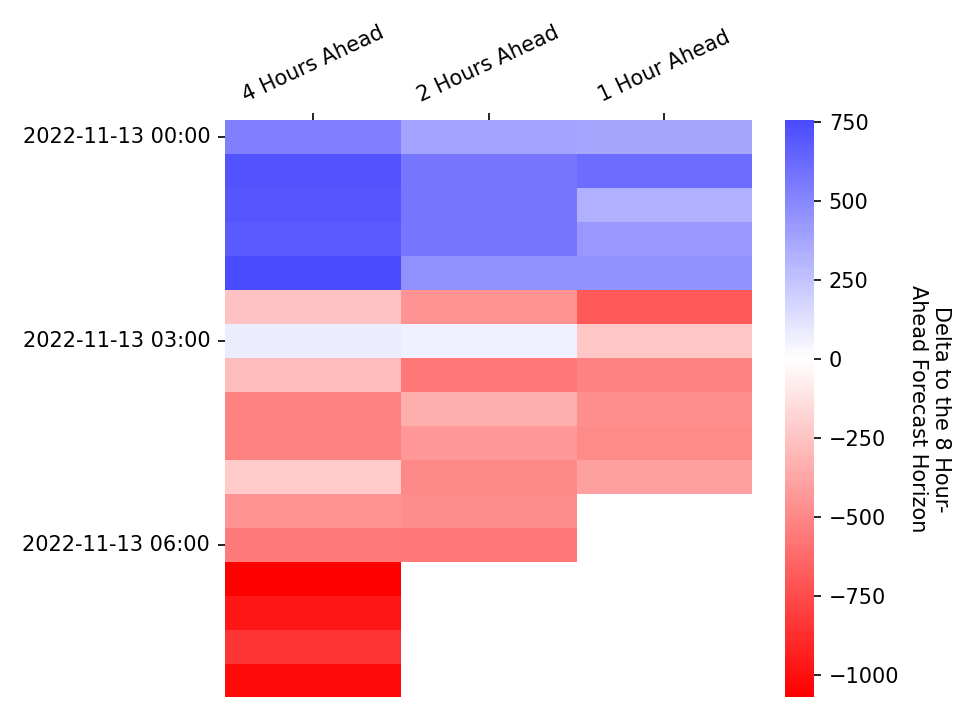 4 Hours Ahead
2 Hours Ahead
1 Hour Ahead
2022-11-13 00:00
2022-11-13 03:00
2022-11-13 06:00
750
500
250
0
−250
−500
−750
−1000
Delta to the 8 Hour-
Ahead Forecast Horizon